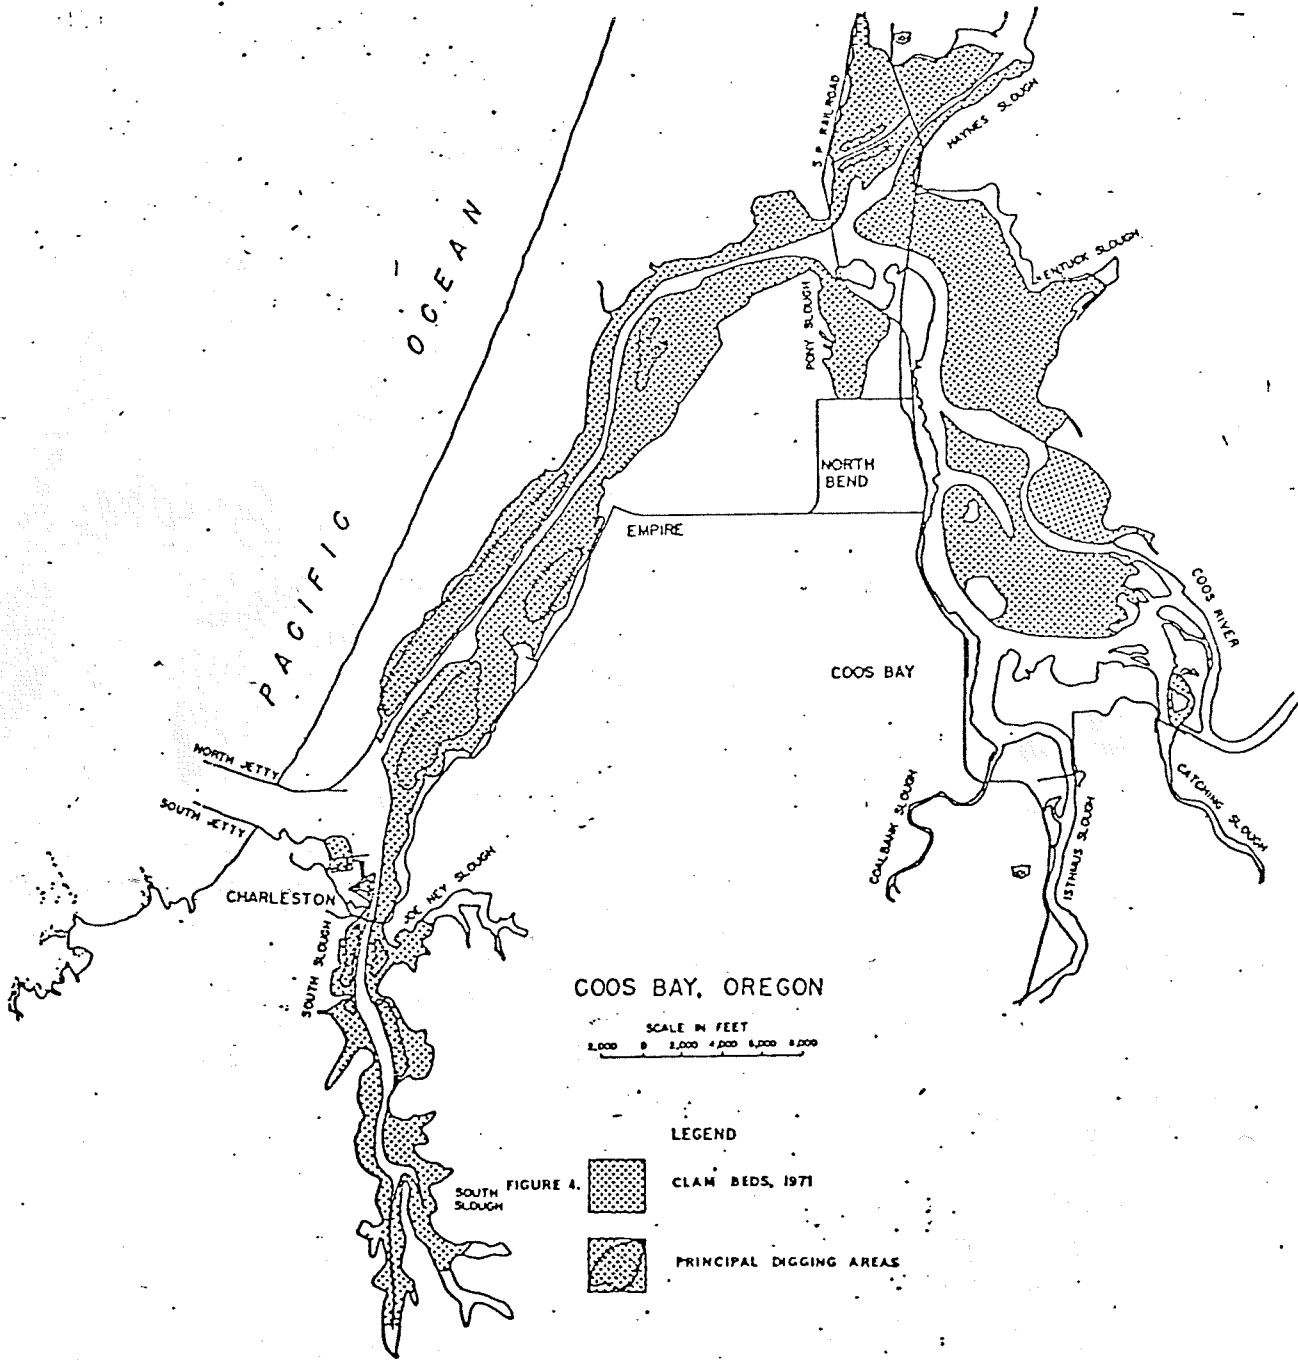 S P RAILROAD
HAYNES SLOUGH
PACIFIC OCEAN
KENTUCK SLOUGH
PONY SLOUGH
NORTH
BEND
EMPIRE
COOS RIVER
COOS BAY
NORTH JETTY
SOUTH JETTY
COALBANK SLOUGH
ISTHMUS SLOUGH
CATCHING SLOUGH
CHARLESTON
SLOUGH
SOUTH SLOUGH
COOS BAY, OREGON
SCALE IN FEET
2,000 0 2,000 4,000 6,000 8,000
LEGEND
SOUTH
SLOUGH
FIGURE 4.
CLAM BEDS, 1971
PRINCIPAL DIGGING AREAS